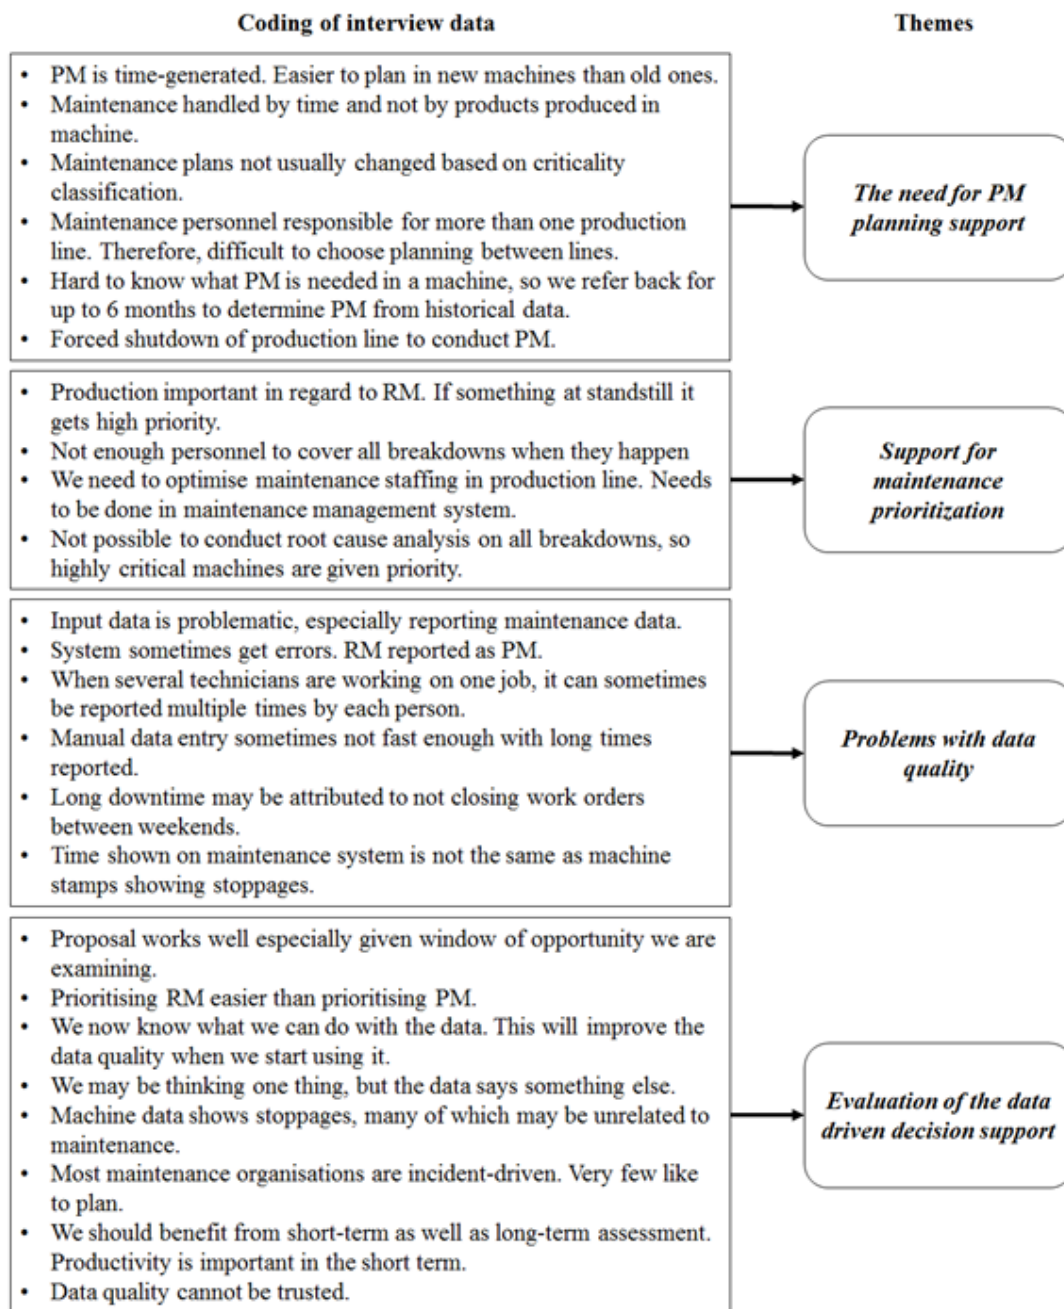 Coding of interview data
Themes
• PM is time-generated. Easier to plan in new machines than old ones.
• Maintenance handled by time and not by products produced in
machine.
• Maintenance plans not usually changed based on criticality
classification.
• Maintenance personnel responsible for more than one production
line. Therefore, difficult to choose planning between lines.
• Hard to know what PM is needed in a machine, so we refer back for
up to 6 months to determine PM from historical data.
• Forced shutdown of production line to conduct PM.
The need for PM
planning support
• Production important in regard to RM. If something at standstill it
gets high priority.
• Not enough personnel to cover all breakdowns when they happen
• We need to optimise maintenance staffing in production line. Needs
to be done in maintenance management system.
• Not possible to conduct root cause analysis on all breakdowns, so
highly critical machines are given priority.
Support for
maintenance
prioritization
• Input data is problematic, especially reporting maintenance data.
• System sometimes get errors. RM reported as PM.
• When several technicians are working on one job, it can sometimes
be reported multiple times by each person.
• Manual data entry sometimes not fast enough with long times
reported.
• Long downtime may be attributed to not closing work orders
between weekends.
• Time shown on maintenance system is not the same as machine
stamps showing stoppages.
Problems with data
quality
• Proposal works well especially given window of opportunity we are
examining.
• Prioritising RM easier than prioritising PM.
• We now know what we can do with the data. This will improve the
data quality when we start using it.
• We may be thinking one thing, but the data says something else.
• Machine data shows stoppages, many of which may be unrelated to
maintenance.
• Most maintenance organisations are incident-driven. Very few like
to plan.
• We should benefit from short-term as well as long-term assessment.
Productivity is important in the short term.
• Data quality cannot be trusted.
Evaluation of the data
driven decision support